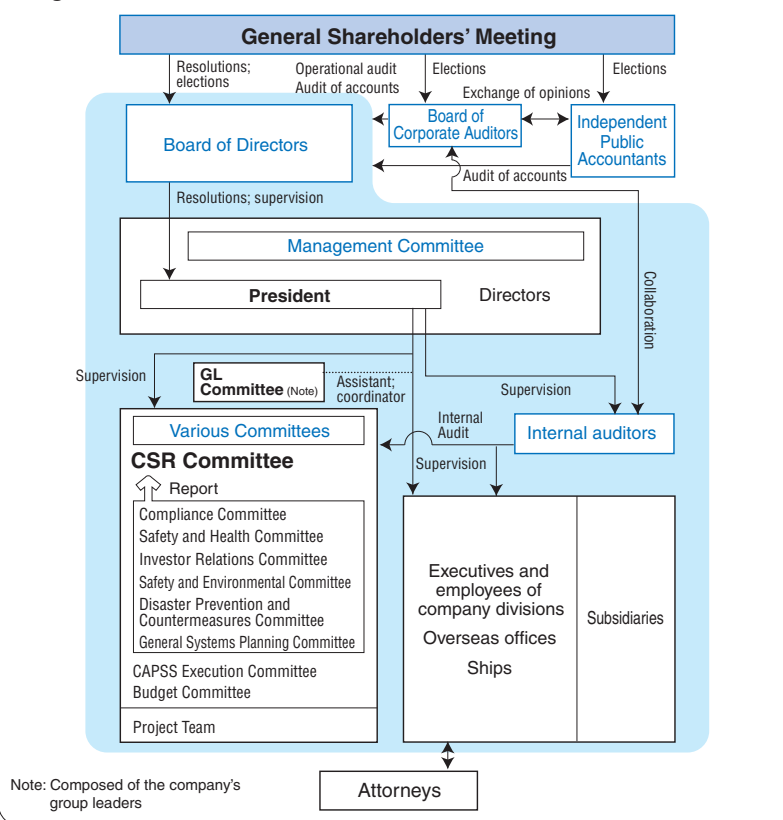 General Shareholders' Meeting
Resolutions;
elections
Operational audit
Audit of accounts
Elections
Elections
Exchange of opinions
Board of Directors
Board of
Corporate Auditors
Independent
Public
Accountants
Audit of accounts
Resolutions; supervision
Management Committee
President
Directors
Collaboration
Supervision
GL
Committee (Note)
Assistant;
coordinator
Supervision
Various Committees
Internal
Audit
Internal auditors
CSR Committee
Supervision
Report
Compliance Committee
Safety and Health Committee
Investor Relations Committee
Safety and Environmental Committee
Disaster Prevention and
Countermeasures Committee
General Systems Planning Committee
CAPSS Execution Committee
Budget Committee
Project Team
Executives and
employees of
company divisions
Overseas offices
Ships
Subsidiaries
Attorneys
Note: Composed of the company's
group leaders